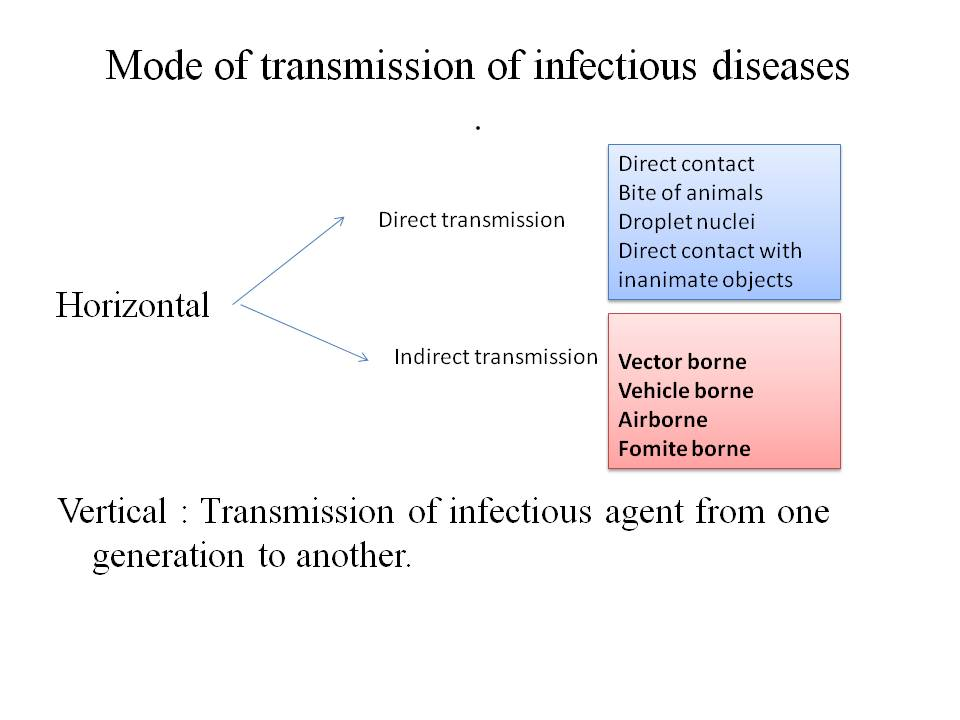 Mode of transmission of infectious diseases
.
Direct contact
Bite of animals
Droplet nuclei
Direct contact with
inanimate objects
Direct transmission
Horizontal
Indirect transmission
Vector borne
Vehicle borne
Airborne
Fomite borne
Vertical : Transmission of infectious agent from one
generation to another.